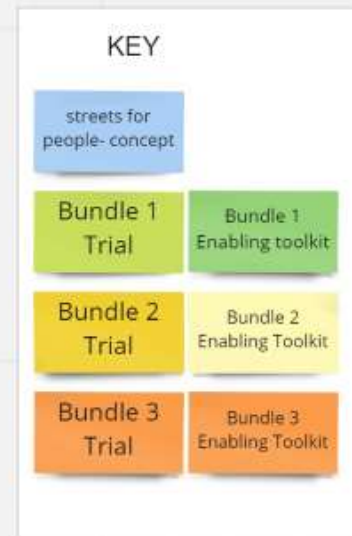 KEY
streets for
people- concept
Bundle 1
Trial
Bundle 1
Enabling toolkit
Bundle 2
Trial
Bundle 2
Enabling Toolkit
Bundle 3
Trial
Bundle 3
Enabling Toolkit